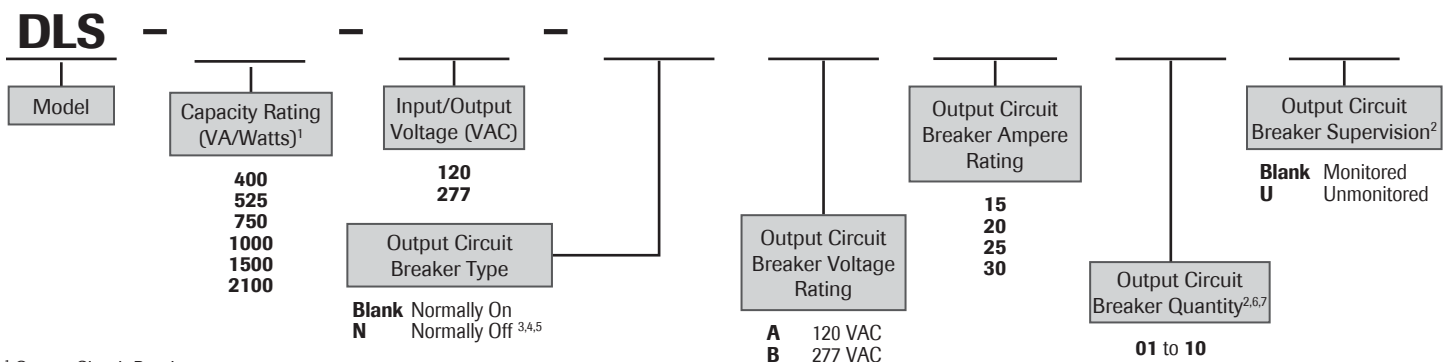 DLS – – –
Model
Capacity Rating
(VA/Watts)1
400
525
750
1000
1500
2100
Input/Output
Voltage (VAC)
120
277
Output Circuit
Breaker Type
Blank Normally On
N Normally Off 3,4,5
Output Circuit
Breaker Voltage
Rating
A 120 VAC
B 277 VAC
Output Circuit
Breaker Ampere
Rating
15
20
25
30
Output Circuit
Breaker Quantity2,6,7
01 to 10
Output Circuit
Breaker Supervision2
Blank Monitored
U Unmonitored